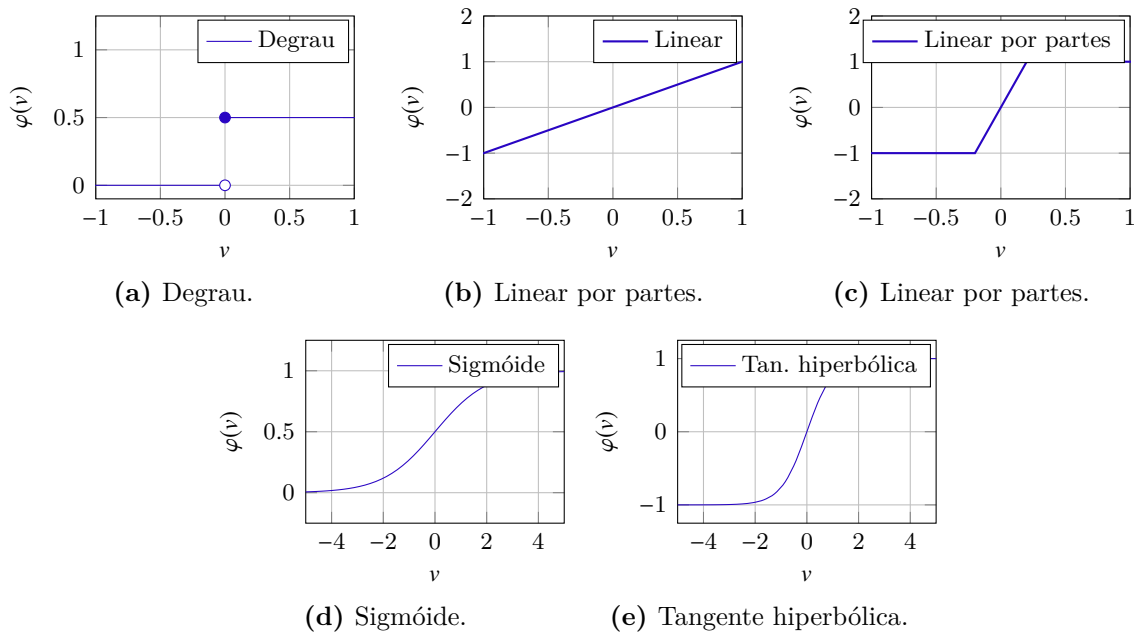 Degrau
1
0.5
0
φ(v)
−1
−0.5
0
0.5
1
v
(a) Degrau.
Linear
2
1
0
−1
−2
φ(v)
−1
−0.5
0
0.5
1
v
(b) Linear por partes.
Linear por partes
2
1
0
−1
−2
φ(v)
−1
−0.5
0
0.5
1
v
(c) Linear por partes.
Sigmóide
1
0.5
0
φ(v)
−4
−2
0
2
4
v
(d) Sigmóide.
Tan. hiperbólica
1
0
−1
φ(v)
−4
−2
0
2
4
v
(e) Tangente hiperbólica.